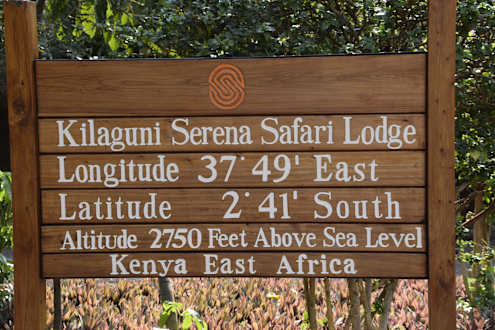 Kilaguni Serena Safari Lodge
Longitude 37°49' East
Latitude 2°41' South
Altitude 2750 Feet Above Sea Level
Kenya East Africa